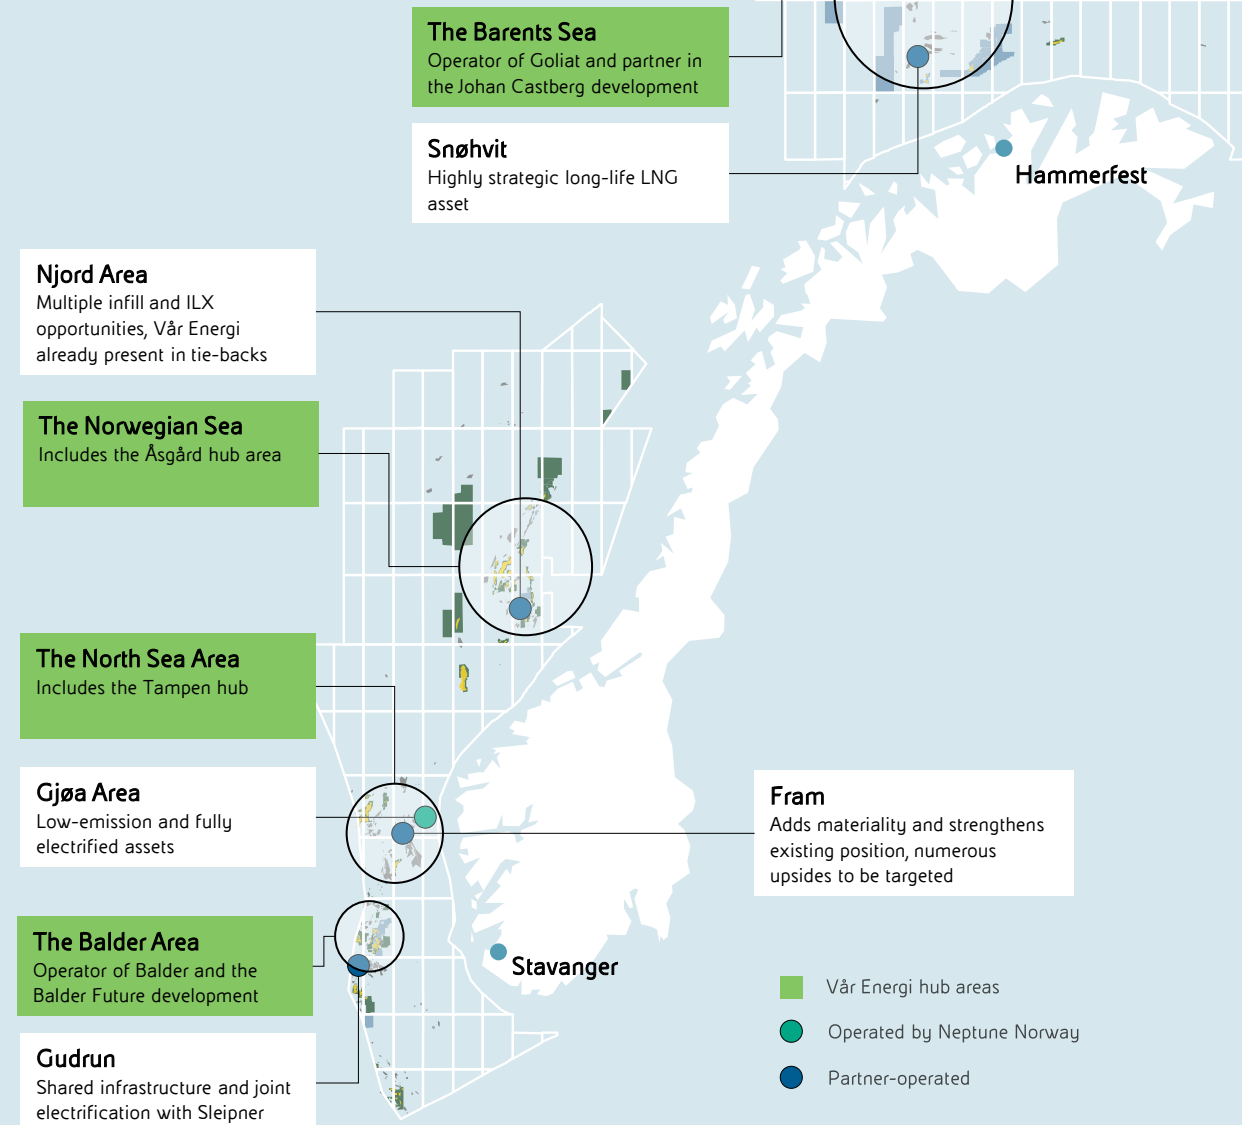 The Barents Sea
Operator of Goliat and partner in
the Johan Castberg development
Snøhvit
Highly strategic long-life LNG
asset
Hammerfest
Njord Area
Multiple infill and ILX
opportunities, Vår Energi
already present in tie-backs
The Norwegian Sea
Includes the Åsgård hub area
The North Sea Area
Includes the Tampen hub
Gjøa Area
Low-emission and fully
electrified assets
Fram
Adds materiality and strengthens
existing position, numerous
upsides to be targeted
The Balder Area
Operator of Balder and the
Balder Future development
Stavanger
Gudrun
Shared infrastructure and joint
electrification with Sleipner
Vår Energi hub areas
Operated by Neptune Norway
Partner-operated